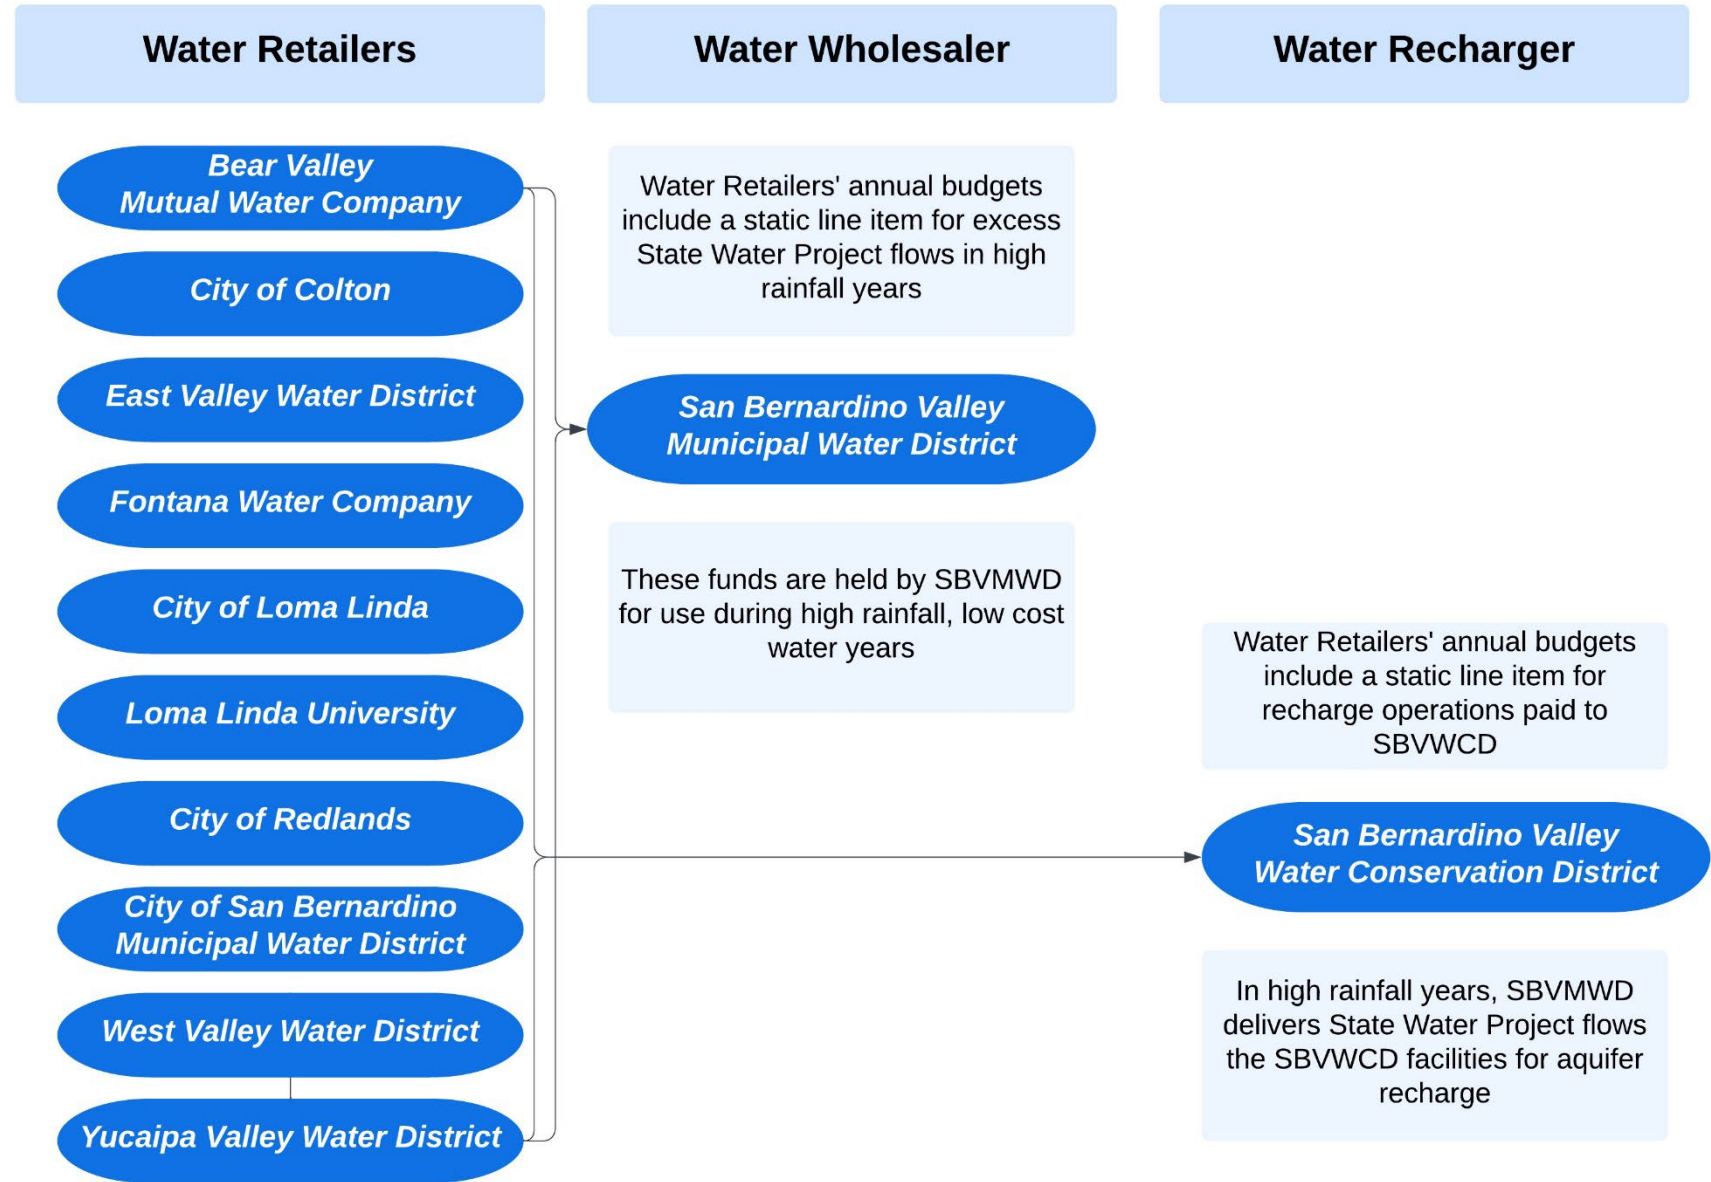 Water Retailers
Water Wholesaler
Water Recharger
Bear Valley
Mutual Water Company
City of Colton
East Valley Water District
Fontana Water Company
City of Loma Linda
Loma Linda University
City of Redlands
City of San Bernardino
Municipal Water District
West Valley Water District
Yucaipa Valley Water District
Water Retailers' annual budgets
include a static line item for excess
State Water Project flows in high
rainfall years
San Bernardino Valley
Municipal Water District
These funds are held by SBVMWD
for use during high rainfall, low cost
water years
Water Retailers' annual budgets
include a static line item for
recharge operations paid to
SBVWCD
San Bernardino Valley
Water Conservation District
In high rainfall years, SBVMWD
delivers State Water Project flows
the SBVWCD facilities for aquifer
recharge